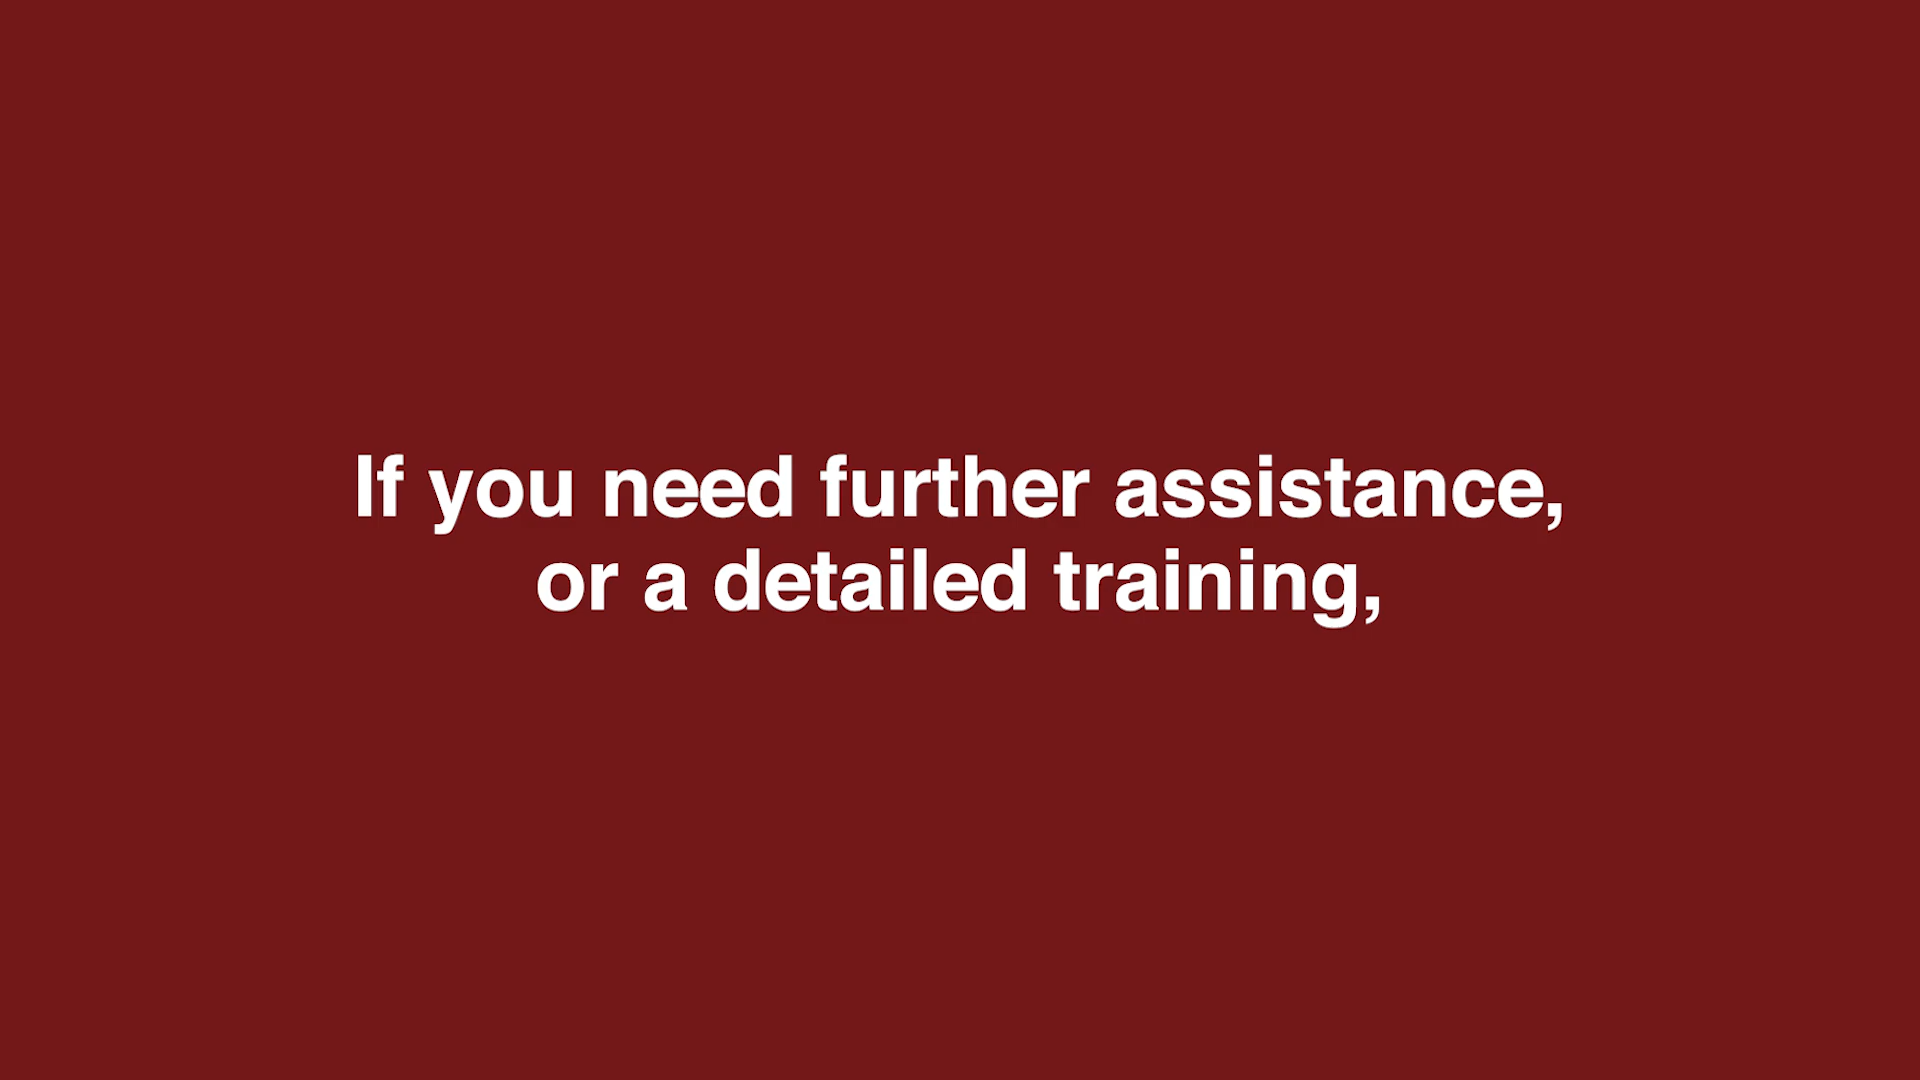 If you need further assistance,
or a detailed training,